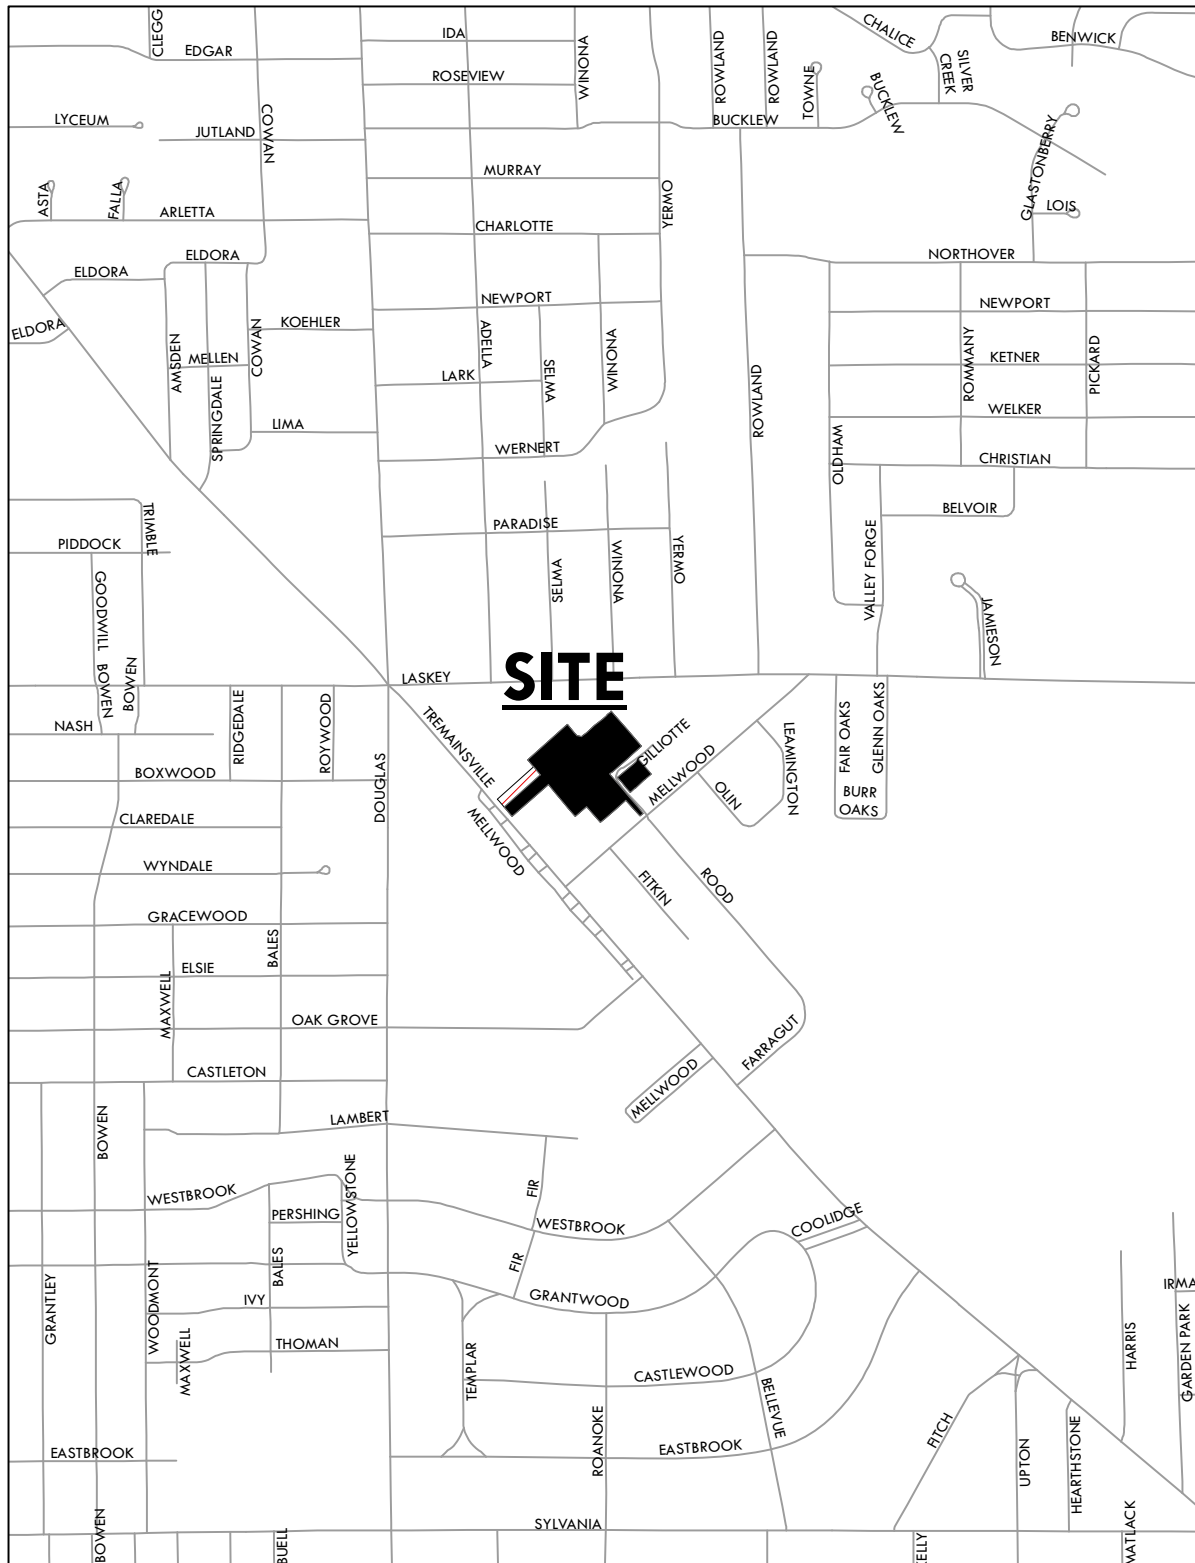 CLEGG
EDGAR
IDA
WINONA
ROWLAND
ROWLAND
CHALICE
BENWICK
ROSEVIEW
TOWNE
BUCKLEW
SILVER
CREEK
LYCEUM
JUTLAND
COWAN
BUCKLEW
GLASTONBERRY
MURRAY
ASTA
FALLA
ARLETTA
YERMO
LOIS
CHARLOTTE
ELDORA
ELDORA
NORTHOVER
NEWPORT
NEWPORT
ELDORA
KOEHLER
ADELLA
AMSDEN
MELLEN
COWAN
SELMA
WINONA
KETNER
ROMMANY
PICKARD
LARK
SPRINGDALE
LIMA
ROWLAND
WELKER
WERNERT
OLDHAM
CHRISTIAN
TRIMBLE
PARADISE
BELVOIR
PIDDOCK
GOODWILL
SELMA
WINONA
YERMO
VALLEY FORGE
JAMIESON
BOWEN
BOWEN
LASKEY
SITE
NASH
RIDGEDALE
ROYWOOD
TREMAINSVILLE
GILLIOTTE
LEAMINGTON
FAIR OAKS
GLENN OAKS
BOXWOOD
DOUGLAS
MELLWOOD
OLIN
BURR
OAKS
CLAREDALE
MELLWOOD
WYNDALE
FITKIN
ROOD
GRACEWOOD
BALES
ELSIE
MAXWELL
OAK GROVE
FARRAGUT
CASTLETON
MELLWOOD
BOWEN
LAMBERT
WESTBROOK
YELLOWSTONE
FIR
PERSHING
WESTBROOK
COOLIDGE
FIR
BALES
GRANTLEY
WOODMONT
IVY
GRANTWOOD
IRMA
THOMAN
MAXWELL
TEMPLAR
CASTLEWOOD
HARRIS
GARDEN PARK
BELLEVUE
ROANOKE
EASTBROOK
EASTBROOK
FITCH
UPTON
HEARTHSTONE
SYLVANIA
BOWEN
BUELL